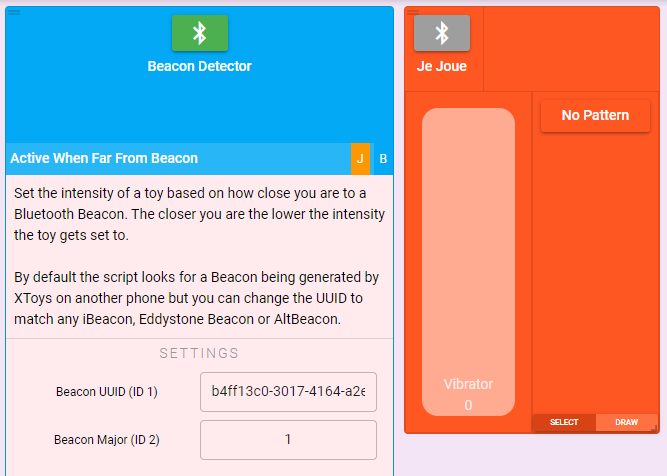 Beacon Detector
Active When Far From Beacon
J
B
Set the intensity of a toy based on how close you are to a
Bluetooth Beacon. The closer you are the lower the intensity
the toy gets set to.
By default the script looks for a Beacon being generated by
XToys on another phone but you can change the UUID to
match any iBeacon, Eddystone Beacon or AltBeacon.
SETTINGS
Beacon UUID (ID 1)
b4ff13c0-3017-4164-a2e
Beacon Major (ID 2)
1
Je Joue
No Pattern
Vibrator
0
SELECT
DRAW